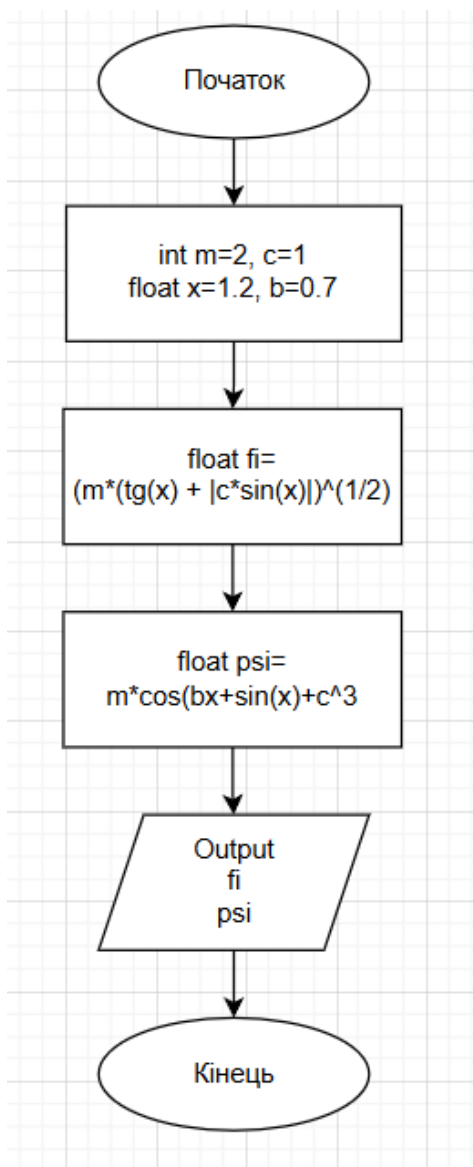 Початок
int m=2, c=1
float x=1.2, b=0.7
float fi=
(m*(tg(x) + |c*sin(x)|)^(1/2)
float psi=
m*cos(bx+sin(x)+c^3
Output
fi
psi
Кінець